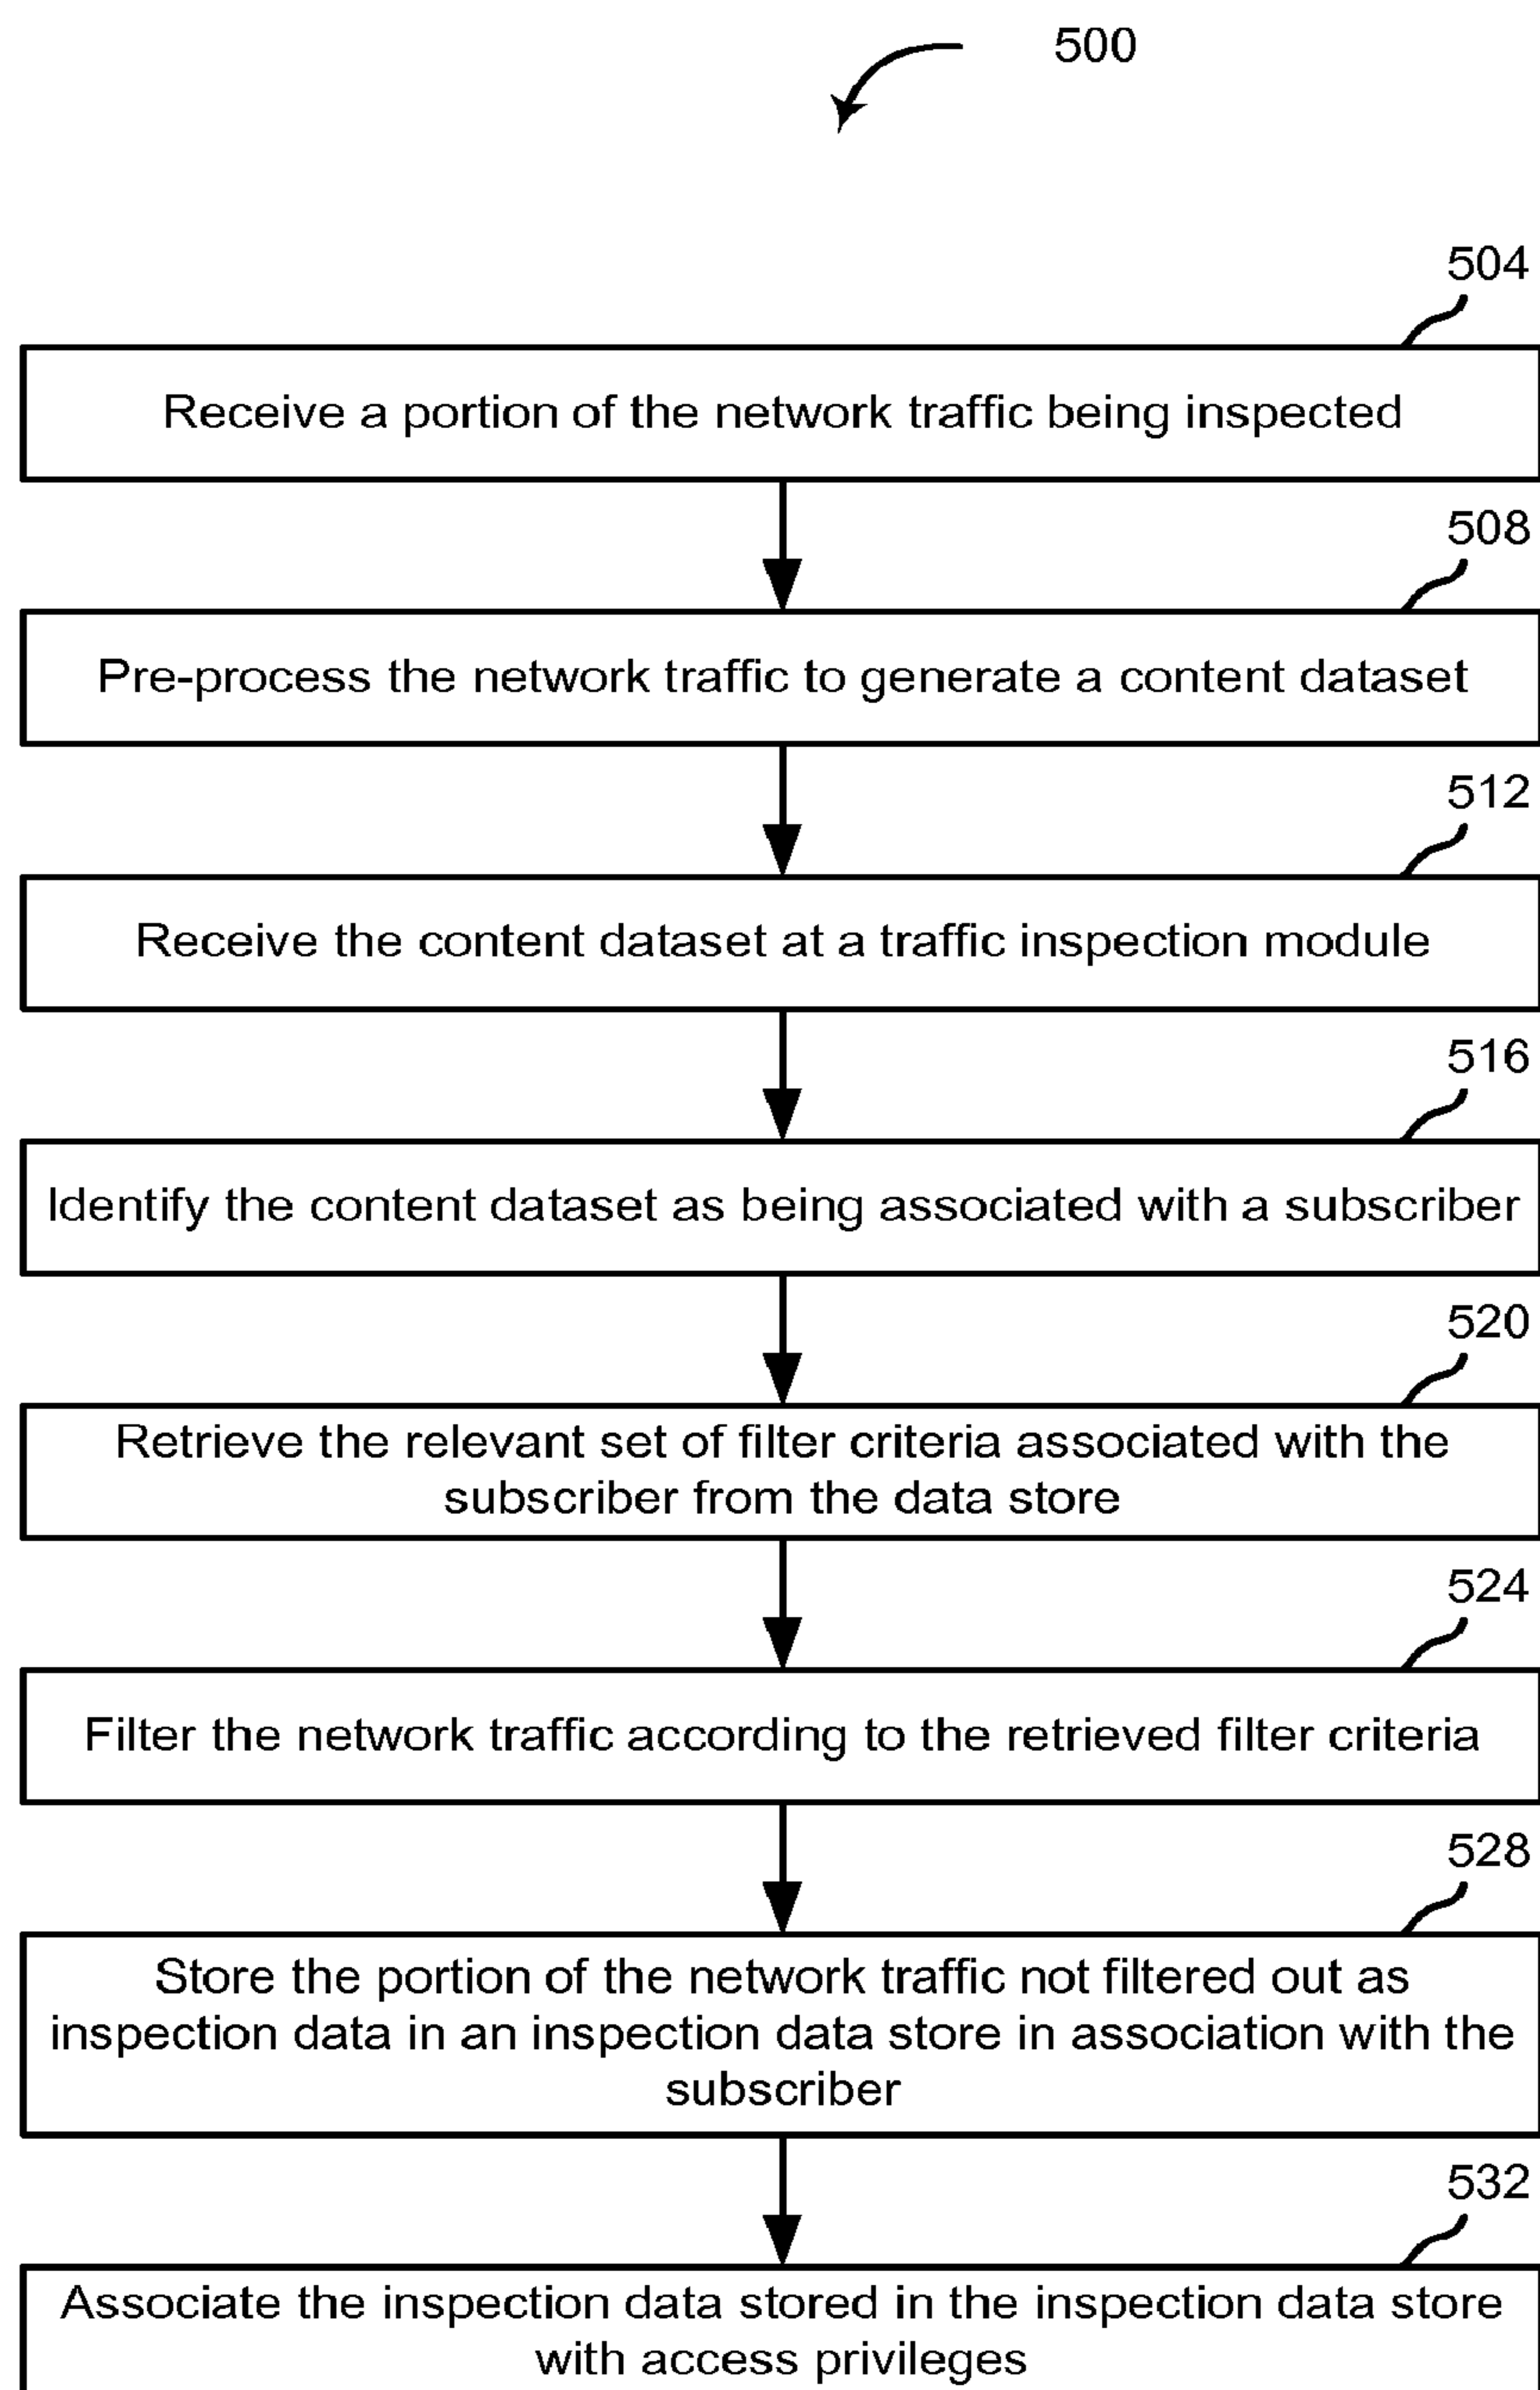 500
504
Receive a portion of the network traffic being inspected
508
Pre-process the network traffic to generate a content dataset
512
Receive the content dataset at a traffic inspection module
516
Identify the content dataset as being associated with a subscriber
520
Retrieve the relevant set of filter criteria associated with the
subscriber from the data store
524
Filter the network traffic according to the retrieved filter criteria
528
Store the portion of the network traffic not filtered out as
inspection data in an inspection data store in association with the
subscriber
532
Associate the inspection data stored in the inspection data store
with access privileges